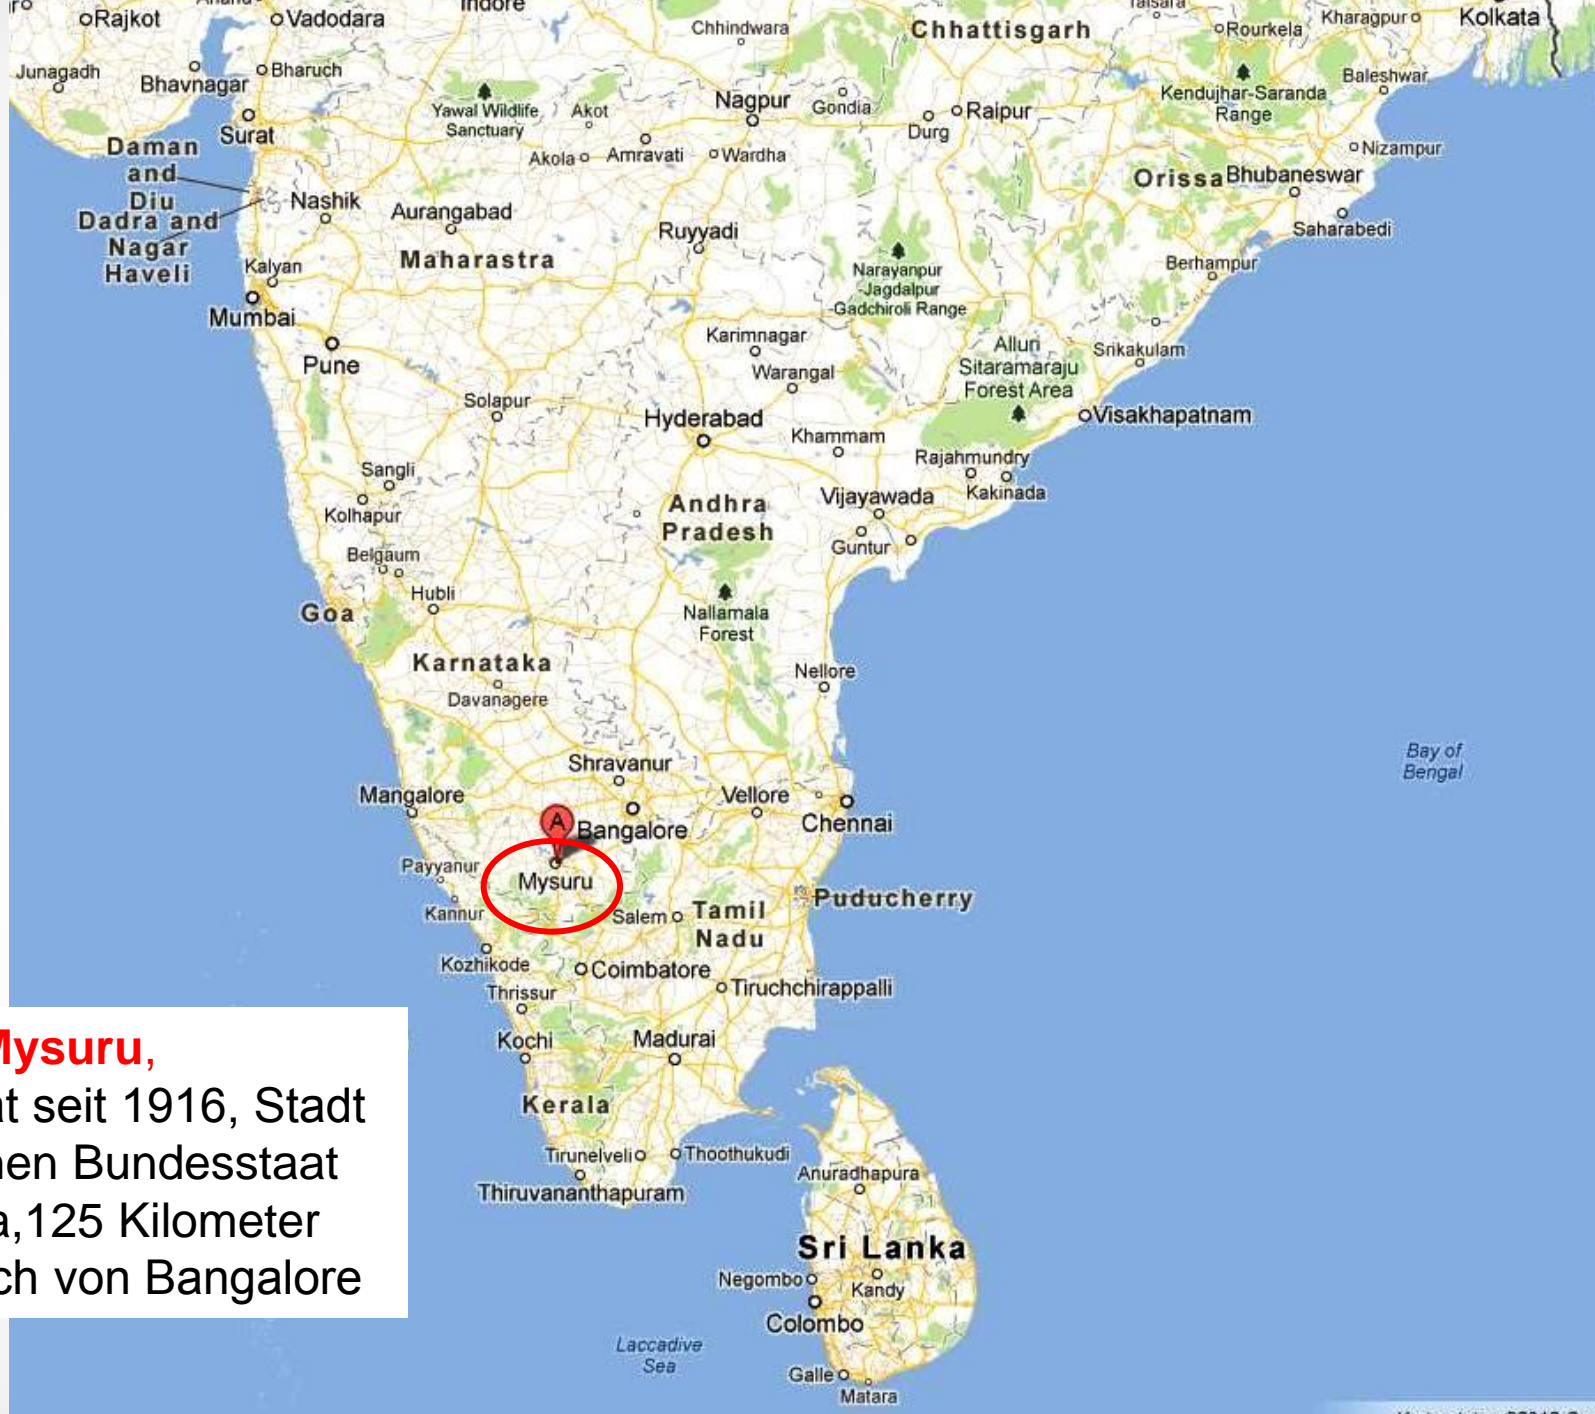 Rajkot
Vadodara
Indore
Chhindwara
Chhattisgarh
Rourkela
Kharagpur
Kolkata
Junagadh
Bhavnagar
Bharuch
Surat
Yawal Wildlife
Sanctuary
Akot
Nagpur
Gondia
Durg
Raipur
Kendujhar-Saranda
Range
Baleshwar
Daman
and
Diu
Dadra and
Nagar
Haveli
Akola
Amravati
Wardha
Nizampur
Orissa
Bhubaneswar
Nashik
Aurangabad
Ruyyadi
Saharabedi
Maharastra
Kalyan
Narayanpur
-Jagdalpur
-Gadchiroli Range
Berhampur
Mumbai
Pune
Karimnagar
Warangal
Alluri
Sitaramaraju
Forest Area
Srikakulam
Solapur
Hyderabad
Khammam
Visakhapatnam
Sangli
Kolhapur
Rajahmundry
Kakinada
Andhra
Pradesh
Vijayawada
Guntur
Belgaum
Hubli
Goa
Nallamala
Forest
Karnataka
Davanagere
Nellore
Shravanur
Bay of
Bengal
Mangalore
Vellore
A
Bangalore
Chennai
Payyanur
Mysuru
Kannur
Salem
Tamil
Nadu
Puducherry
Kozhikode
Coimbatore
Thrissur
Tiruchchirappalli
Kochi
Madurai
Kerala
Tirunelveli
Thoothukudi
Thiruvananthapuram
Anuradhapura
Sri Lanka
Negombo
Kandy
Colombo
Laccadive
Sea
Galle
Matara
Mysuru,
at seit 1916, Stadt
hen Bundesstaat
a,125 Kilometer
ch von Bangalore